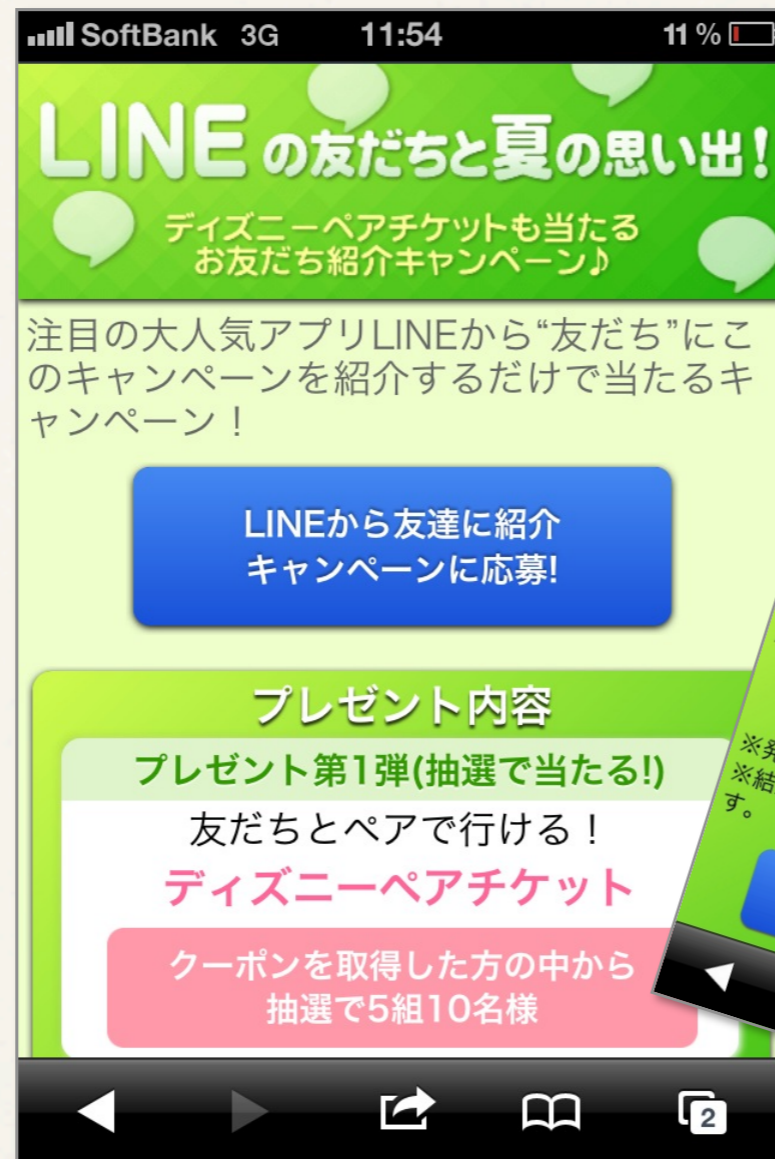 SoftBank 3G 11:54 11 %
LINEの友だちと夏の思い出!
ディズニーペアチケットも当たる
お友だち紹介キャンペーン♪
注目の大人気アプリLINEから“友だち”にこ
のキャンペーンを紹介するだけで当たるキ
ャンペーン！
LINEから友達に紹介
キャンペーンに応募!
プレゼント内容
プレゼント第1弾(抽選で当たる!)
友だちとペアで行ける！
ディズニーペアチケット
クーポンを取得した方の中から
抽選で5組10名様
※発
※結
す。
2